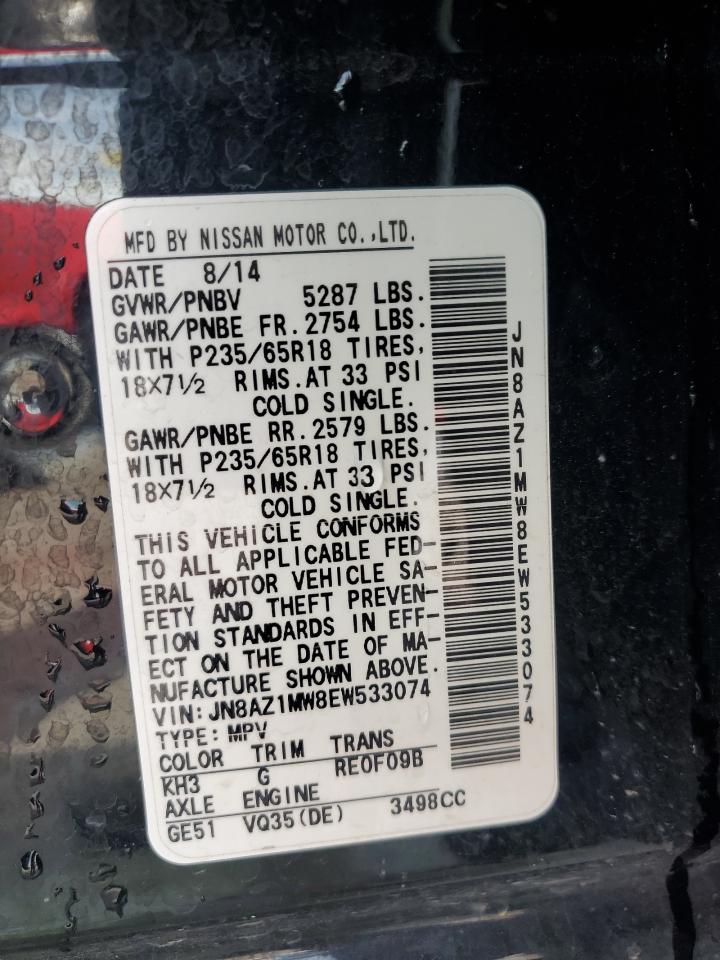 MFD BY NISSAN MOTOR CO.,LTD.
DATE 8/14
GVWR/PNBV 5287 LBS.
GAWR/PNBE FR. 2754 LBS.
WITH P235/65R18 TIRES,
18X7½ RIMS. AT 33 PSI
COLD SINGLE.
GAWR/PNBE RR. 2579 LBS.
WITH P235/65R18 TIRES,
18X7½ RIMS. AT 33 PSI
COLD SINGLE.
THIS VEHICLE CONFORMS
TO ALL APPLICABLE FED-
ERAL MOTOR VEHICLE SA-
FETY AND THEFT PREVEN-
TION STANDARDS IN EFF-
ECT ON THE DATE OF MA-
NUFACTURE SHOWN ABOVE.
VIN: JN8AZ1MW8EW533074
TYPE: MPV
COLOR TRIM TRANS
KH3 G RE0F09B
AXLE ENGINE
GE51 VQ35(DE) 3498CC
JN8AZ1MW8EW533074